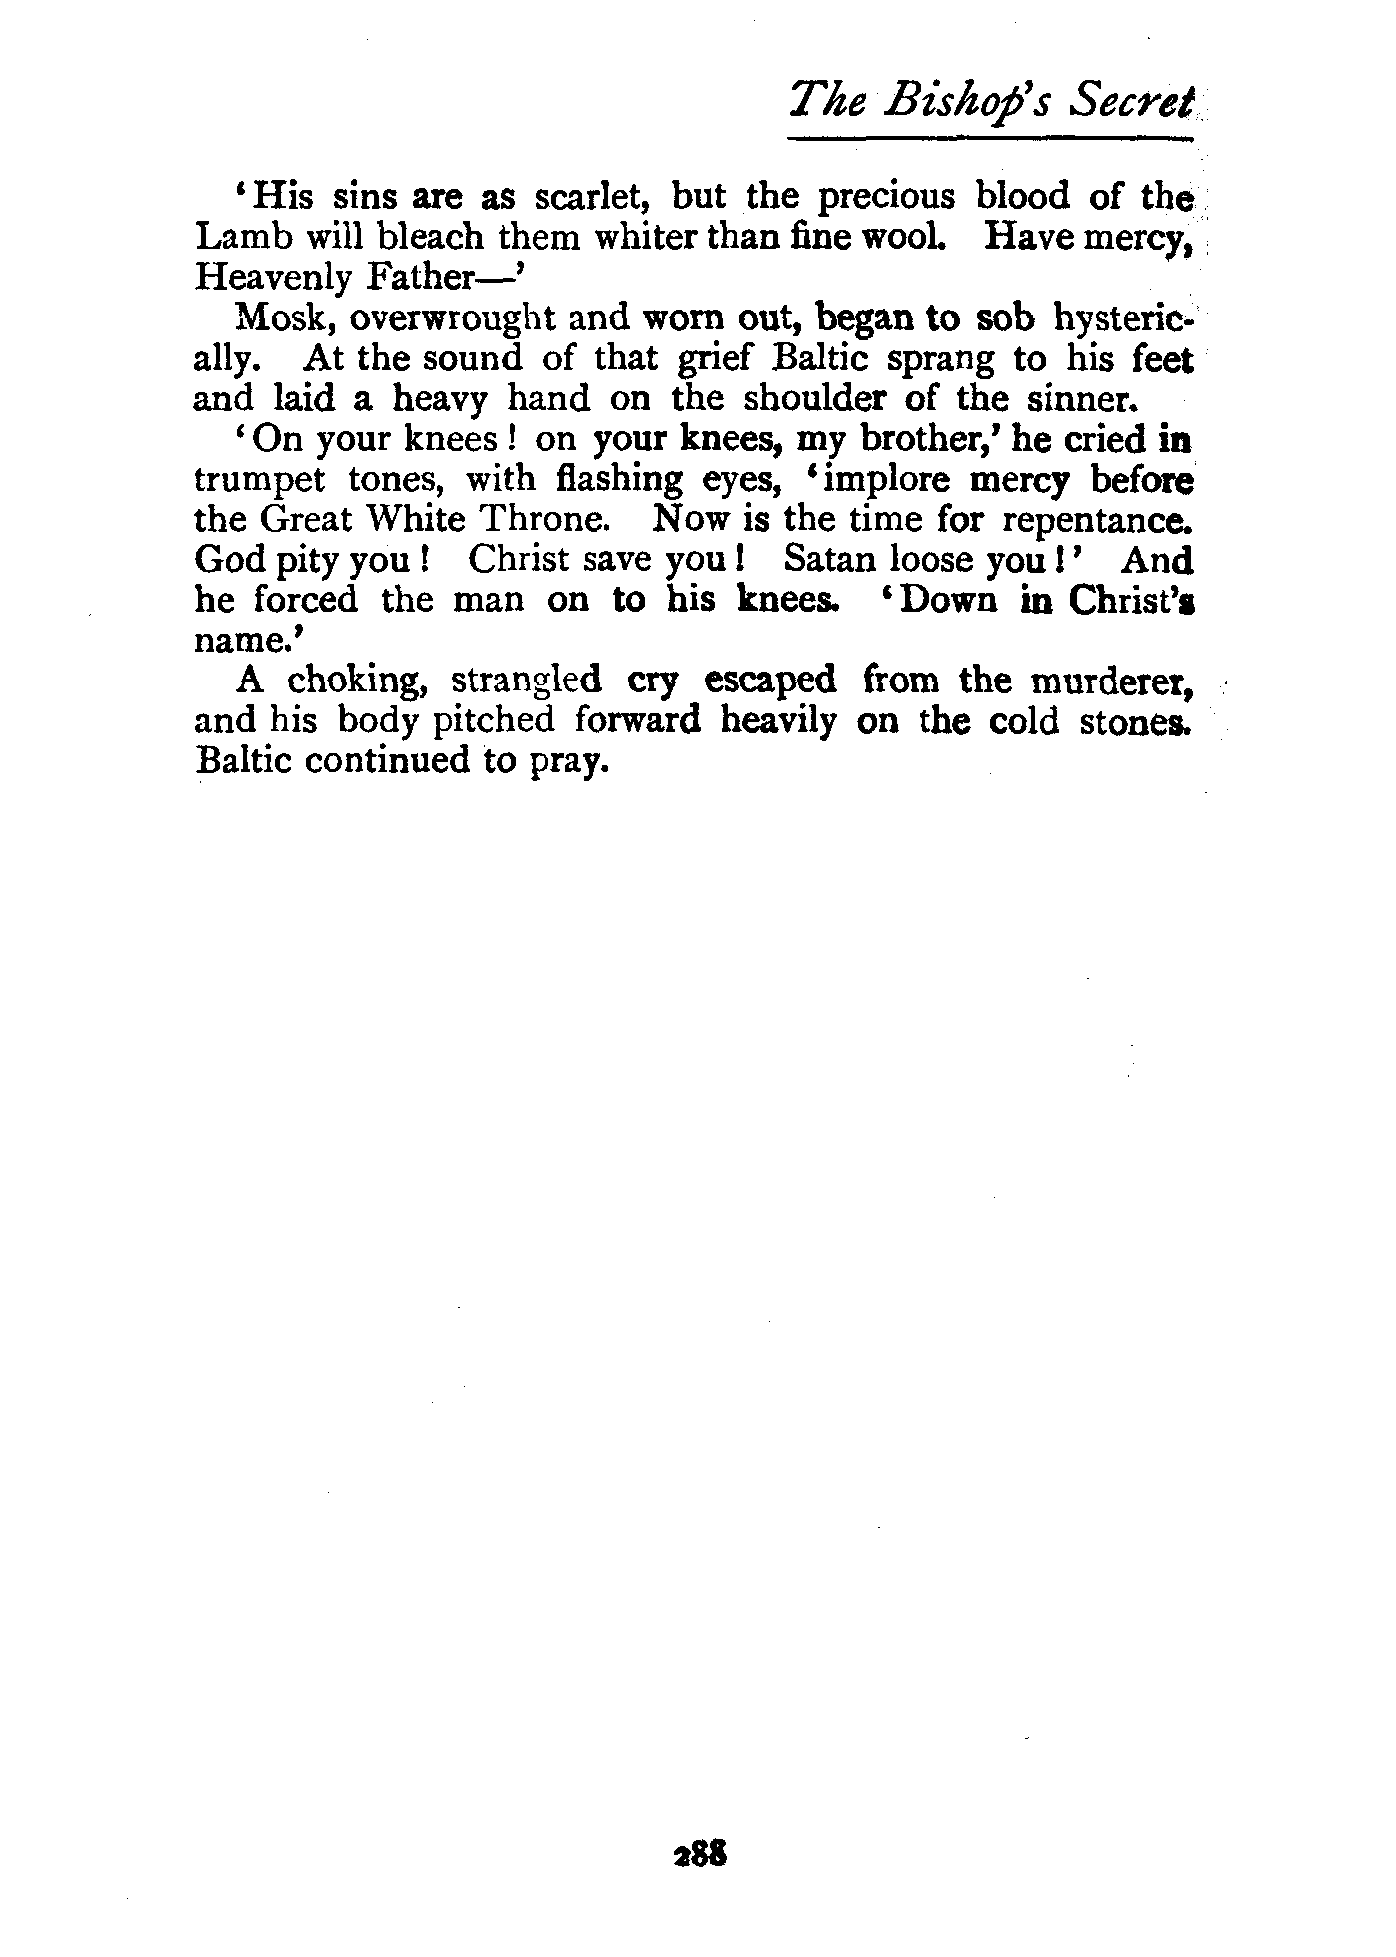 The Bishop's Secret
‘His sins are as scarlet, but the precious blood of the
Lamb will bleach them whiter than fine wool. Have mercy,
Heavenly Father—’
Mosk, overwrought and worn out, began to sob hysteric-
ally. At the sound of that grief Baltic sprang to his feet
and laid a heavy hand on the shoulder of the sinner.
‘On your knees! on your knees, my brother,’ he cried in
trumpet tones, with flashing eyes, ‘implore mercy before
the Great White Throne. Now is the time for repentance.
God pity you! Christ save you! Satan loose you!’ And
he forced the man on to his knees. ‘Down in Christ's
name.’
A choking, strangled cry escaped from the murderer,
and his body pitched forward heavily on the cold stones.
Baltic continued to pray.
288